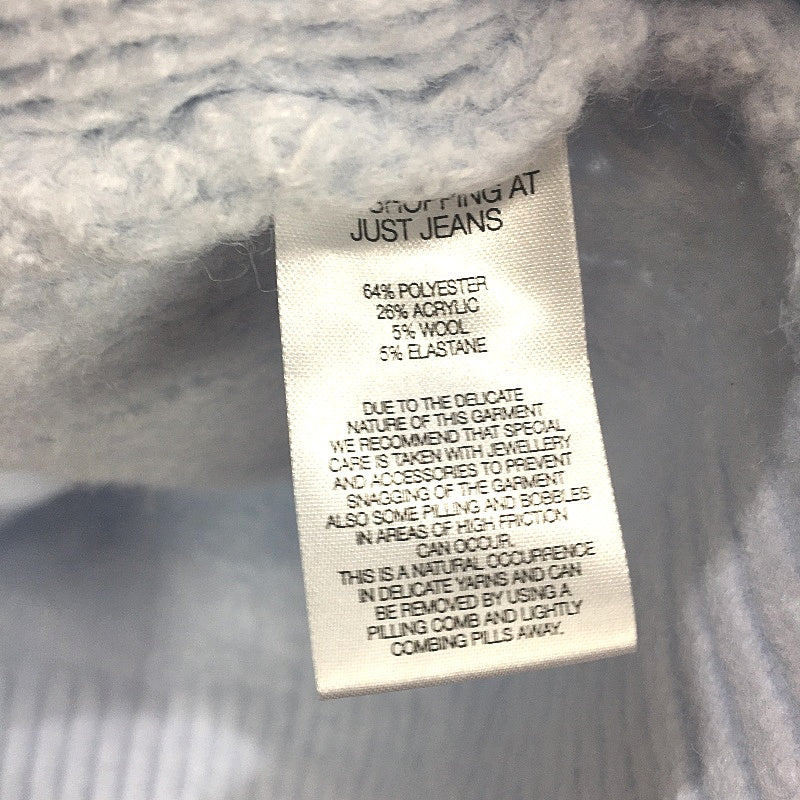 SHOPPING AT
JUST JEANS
64% POLYESTER
26% ACRYLIC
5% WOOL
5% ELASTANE
DUE TO THE DELICATE
NATURE OF THIS GARMENT
WE RECOMMEND THAT SPECIAL
CARE IS TAKEN WITH JEWELLERY
AND ACCESSORIES TO PREVENT
SNAGGING OF THE GARMENT
ALSO SOME PILLING AND BOBBLES
IN AREAS OF HIGH FRICTION
CAN OCCUR.
THIS IS A NATURAL OCCURRENCE
IN DELICATE YARNS AND CAN
BE REMOVED BY USING A
PILLING COMB AND LIGHTLY
COMBING PILLS AWAY.